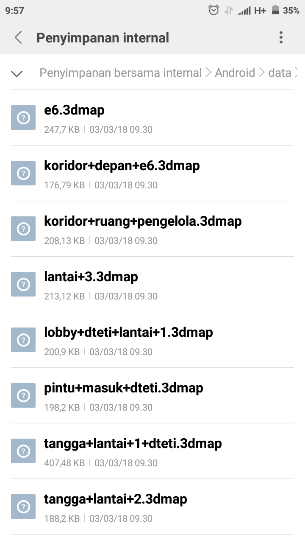 9:57
H+ 35%
Penyimpanan internal
Penyimpanan bersama internal > Android > data >
e6.3dmap
247,7 KB | 03/03/18 09.30
koridor+depan+e6.3dmap
176,79 KB | 03/03/18 09.30
koridor+ruang+pengelola.3dmap
208,13 KB | 03/03/18 09.30
lantai+3.3dmap
213,12 KB | 03/03/18 09.30
lobby+dteti+lantai+1.3dmap
200,9 KB | 03/03/18 09.30
pintu+masuk+dteti.3dmap
198,2 KB | 03/03/18 09.30
tangga+lantai+1+dteti.3dmap
407,48 KB | 03/03/18 09.30
tangga+lantai+2.3dmap
188,2 KB | 03/03/18 09.30